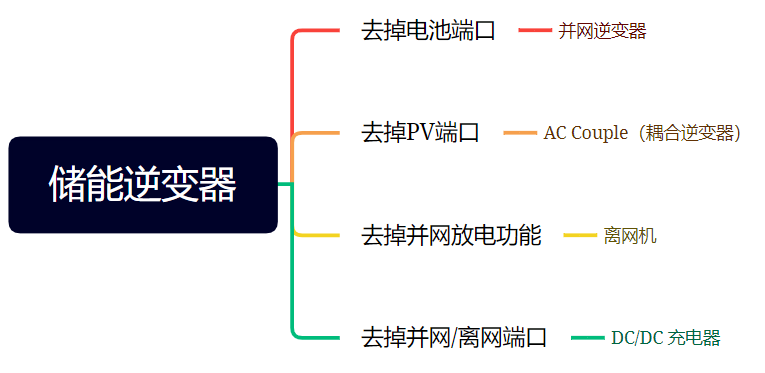 储能逆变器
去掉电池端口
并网逆变器
去掉PV端口
AC Couple（耦合逆变器）
去掉并网放电功能
离网机
去掉并网/离网端口
DC/DC 充电器